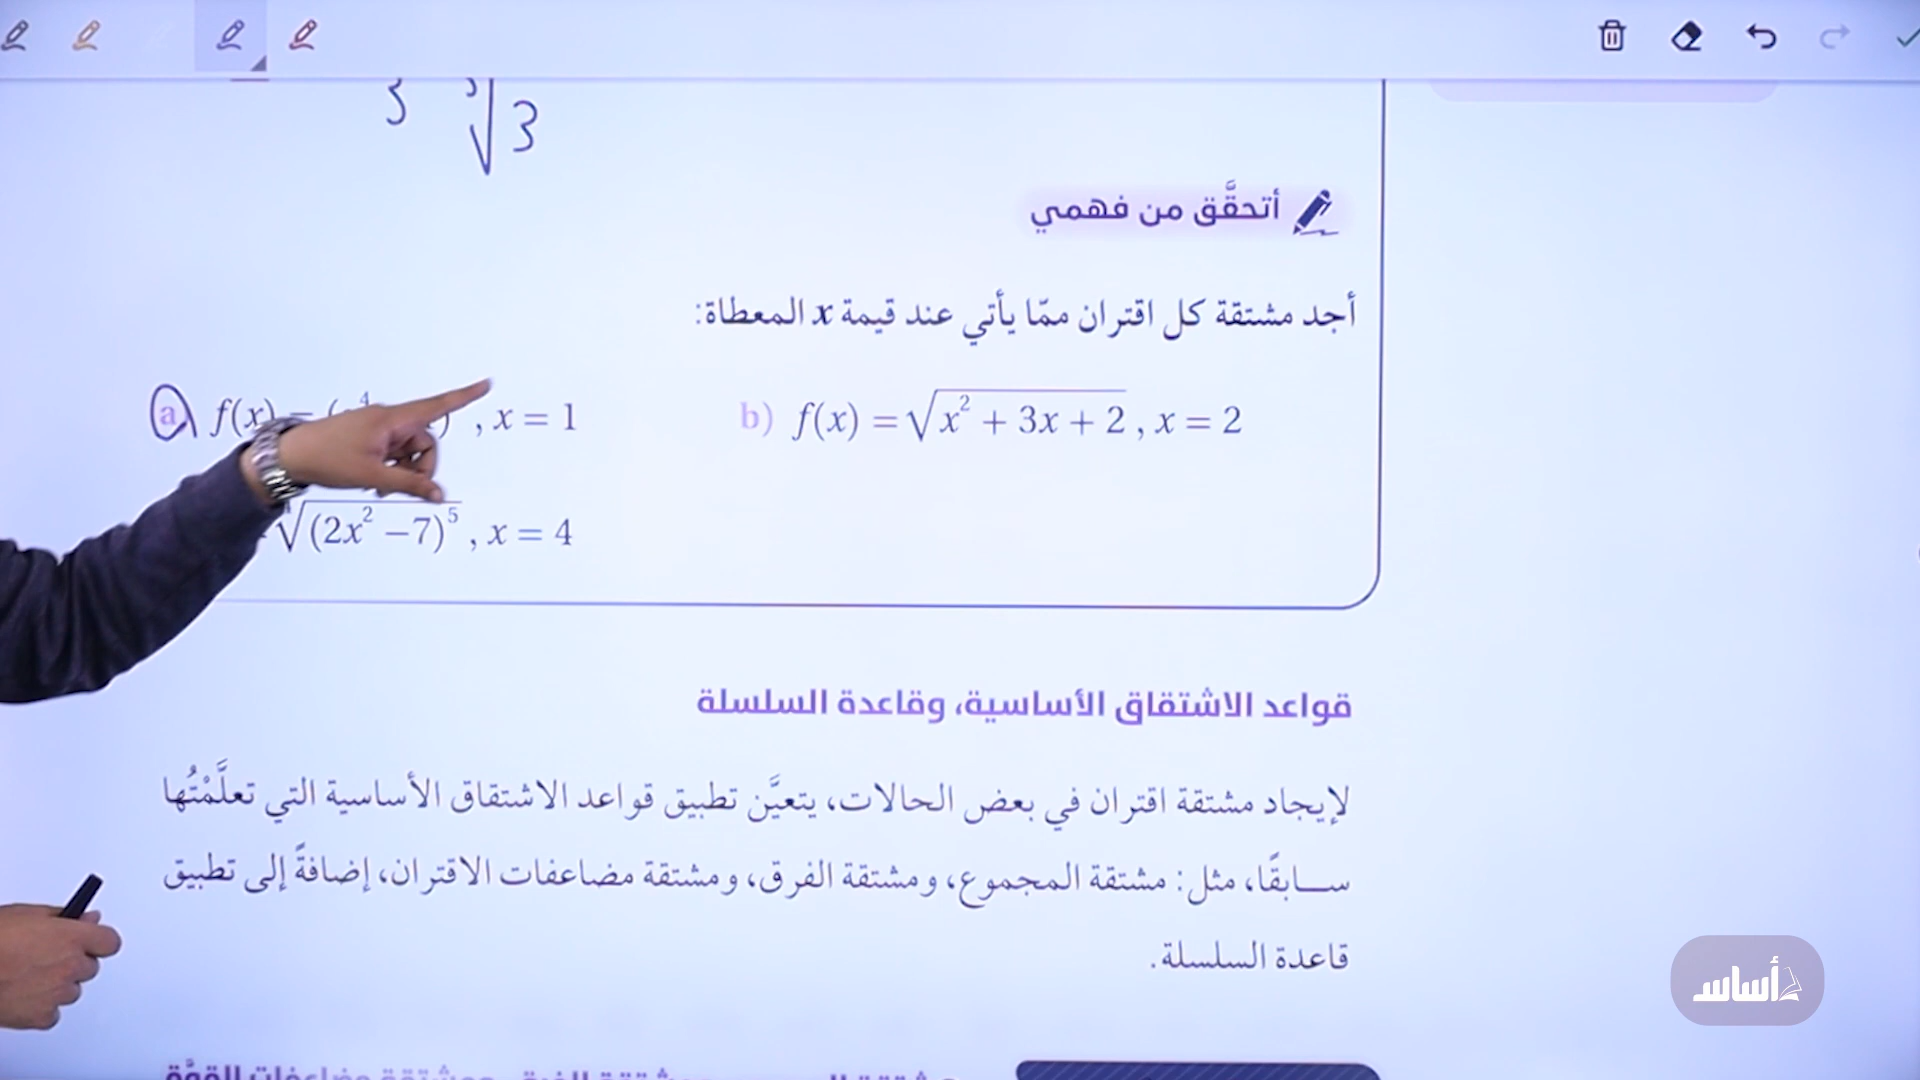 3
أتحقَّق من فهمي
أجد مشتقة كل اقتران ممّا يأتي عند قيمة x المعطاة:
a) f(x) = ( 4 ) , x = 1
b) f(x) = √(x² + 3x + 2) , x = 2
√(2x² – 7)⁵ , x = 4
قواعد الاشتقاق الأساسية، وقاعدة السلسلة
لإيجاد مشتقة اقتران في بعض الحالات، يتعيَّن تطبيق قواعد الاشتقاق الأساسية التي تعلَّمْتُها
ســابقًا، مثل: مشتقة المجموع، ومشتقة الفرق، ومشتقة مضاعفات الاقتران، إضافةً إلى تطبيق
قاعدة السلسلة.
أساس